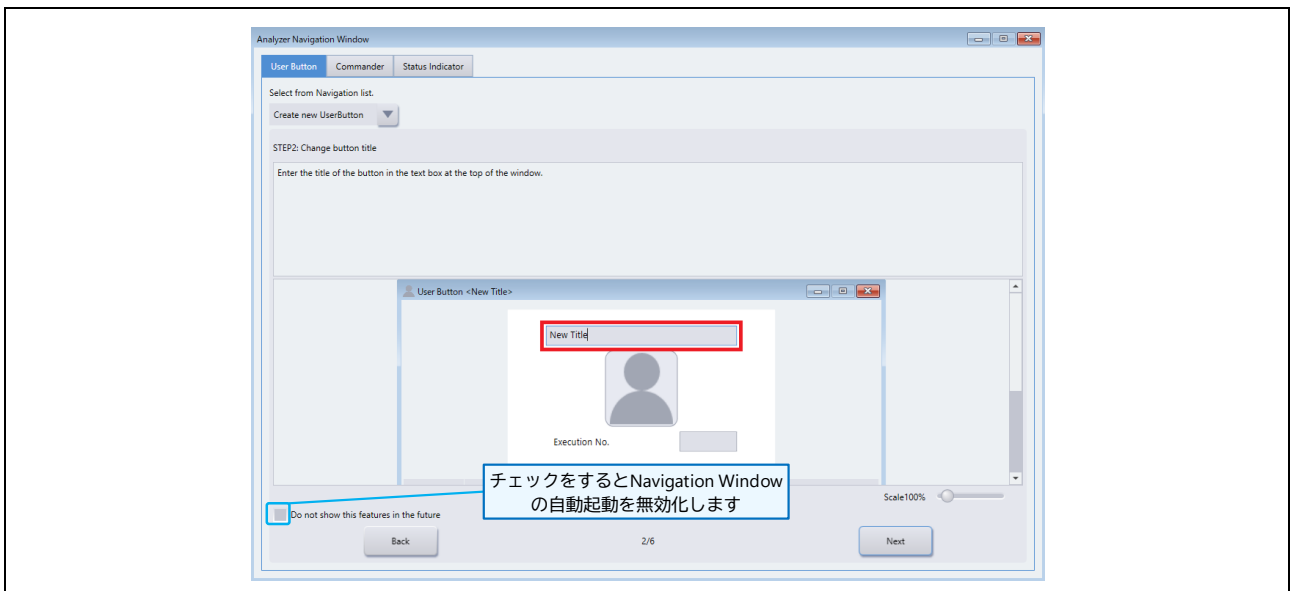 Analyzer Navigation Window
User Button Commander Status Indicator
Select from Navigation list.
Create new UserButton
STEP2: Change button title
Enter the title of the button in the text box at the top of the window.
User Button <New Title>
New Title
Execution No.
チェックをするとNavigation Window
の自動起動を無効化します
Scale100%
Do not show this features in the future
Back 2/6 Next